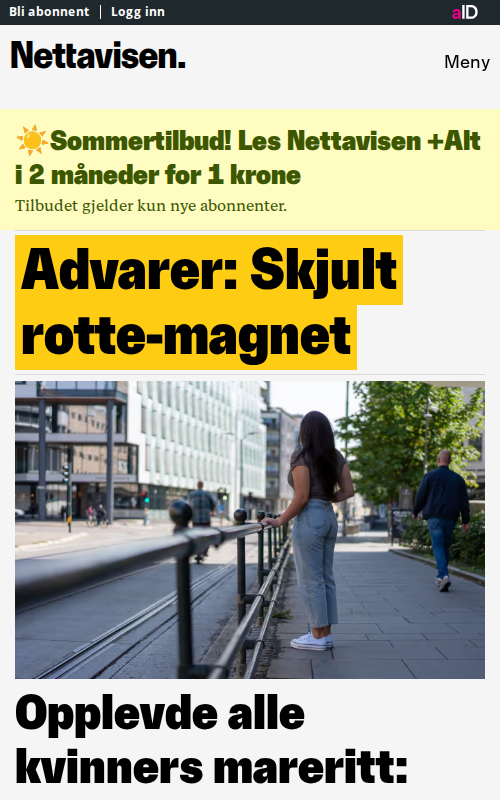 Bli abonnent | Logg inn
aID
Nettavisen.
Meny
☀️Sommertilbud! Les Nettavisen +Alt
i 2 måneder for 1 krone
Tilbudet gjelder kun nye abonnenter.
Advarer: Skjult
rotte-magnet
Opplevde alle
kvinners mareritt: